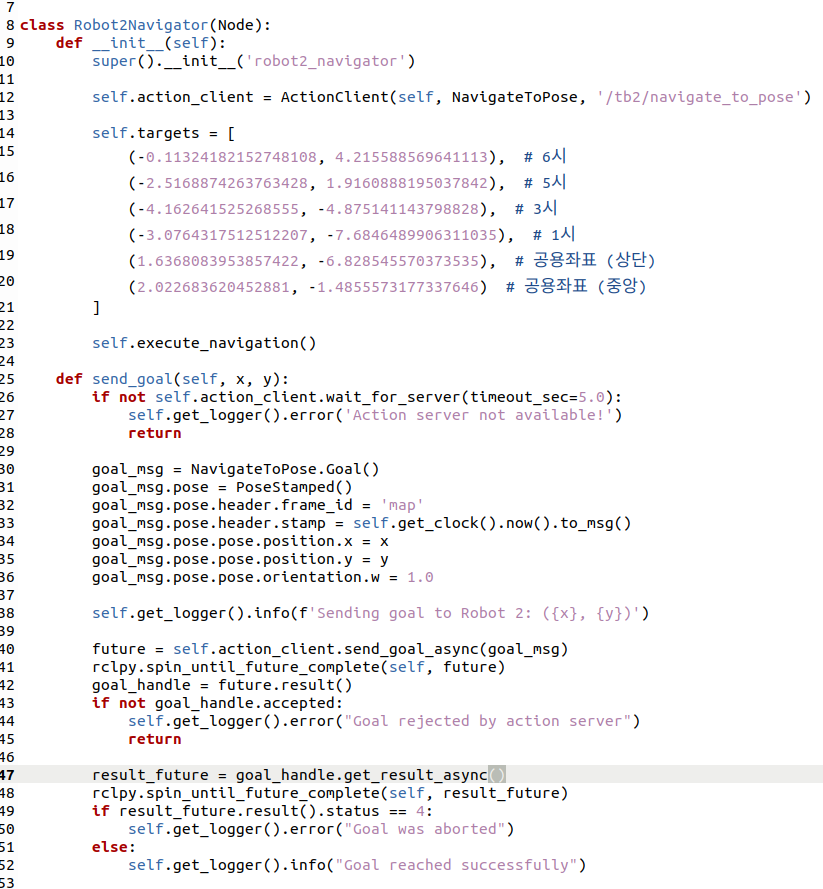 7
8 class Robot2Navigator(Node):
9     def __init__(self):
10         super().__init__('robot2_navigator')
11
12         self.action_client = ActionClient(self, NavigateToPose, '/tb2/navigate_to_pose')
13
14         self.targets = [
15             (-0.11324182152748108, 4.215588569641113),  # 6시
16             (-2.5168874263763428, 1.9160888195037842),  # 5시
17             (-4.162641525268555, -4.875141143798828),  # 3시
18             (-3.0764317512512207, -7.6846489906311035),  # 1시
19             (1.6368083953857422, -6.828545570373535),  # 공용좌표 (상단)
20             (2.022683620452881, -1.4855573177337646)  # 공용좌표 (중앙)
21         ]
22
23         self.execute_navigation()
24
25     def send_goal(self, x, y):
26         if not self.action_client.wait_for_server(timeout_sec=5.0):
27             self.get_logger().error('Action server not available!')
28             return
29
30         goal_msg = NavigateToPose.Goal()
31         goal_msg.pose = PoseStamped()
32         goal_msg.pose.header.frame_id = 'map'
33         goal_msg.pose.header.stamp = self.get_clock().now().to_msg()
34         goal_msg.pose.pose.position.x = x
35         goal_msg.pose.pose.position.y = y
36         goal_msg.pose.pose.orientation.w = 1.0
37
38         self.get_logger().info(f'Sending goal to Robot 2: ({x}, {y})')
39
40         future = self.action_client.send_goal_async(goal_msg)
41         rclpy.spin_until_future_complete(self, future)
42         goal_handle = future.result()
43         if not goal_handle.accepted:
44             self.get_logger().error("Goal rejected by action server")
45             return
46
47         result_future = goal_handle.get_result_async()
48         rclpy.spin_until_future_complete(self, result_future)
49         if result_future.result().status == 4:
50             self.get_logger().error("Goal was aborted")
51         else:
52             self.get_logger().info("Goal reached successfully")
53